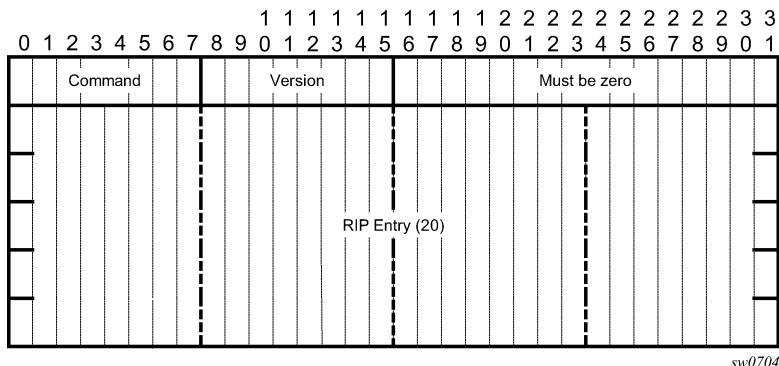 1 1 1 1 1 1 1 1 1 1 2 2 2 2 2 2 2 2 2 2 3 3
0 1 2 3 4 5 6 7 8 9 0 1 2 3 4 5 6 7 8 9 0 1 2 3 4 5 6 7 8 9 0 1
Command Version Must be zero
RIP Entry (20)
sw0704